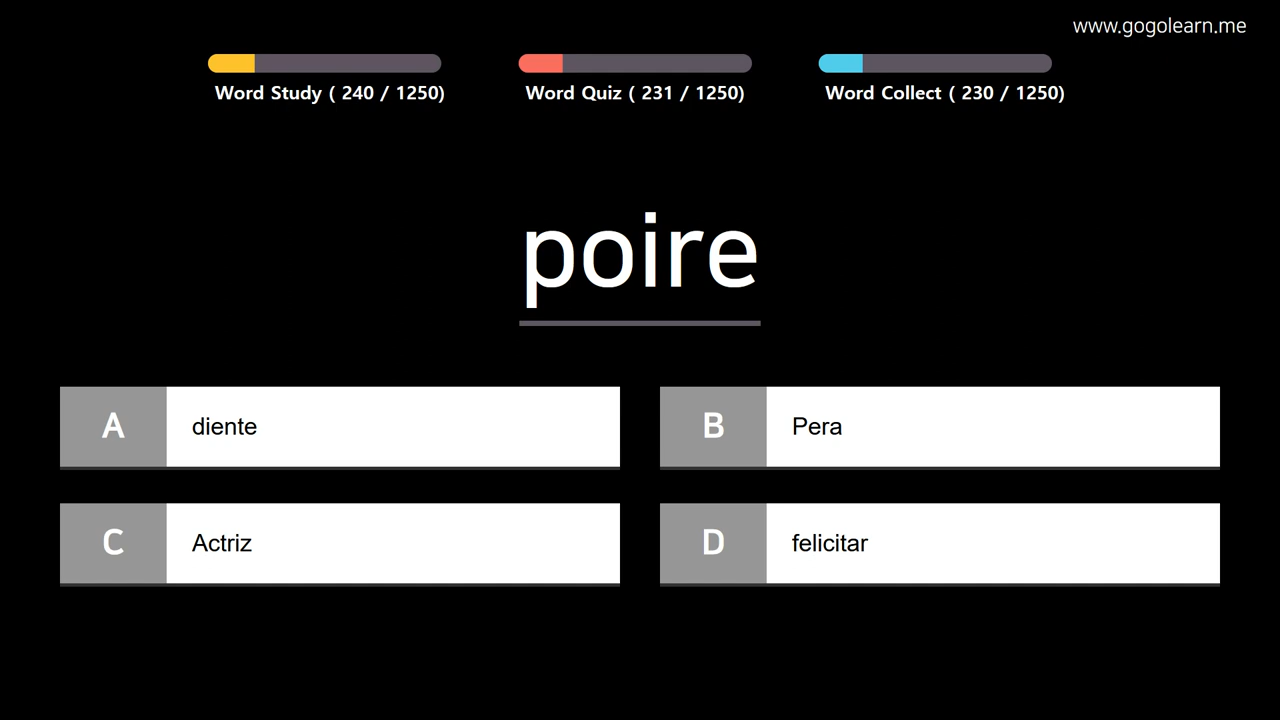 www.gogolearn.me
Word Study ( 240 / 1250)
Word Quiz ( 231 / 1250)
Word Collect ( 230 / 1250)
poire
A diente
B Pera
C Actriz
D felicitar